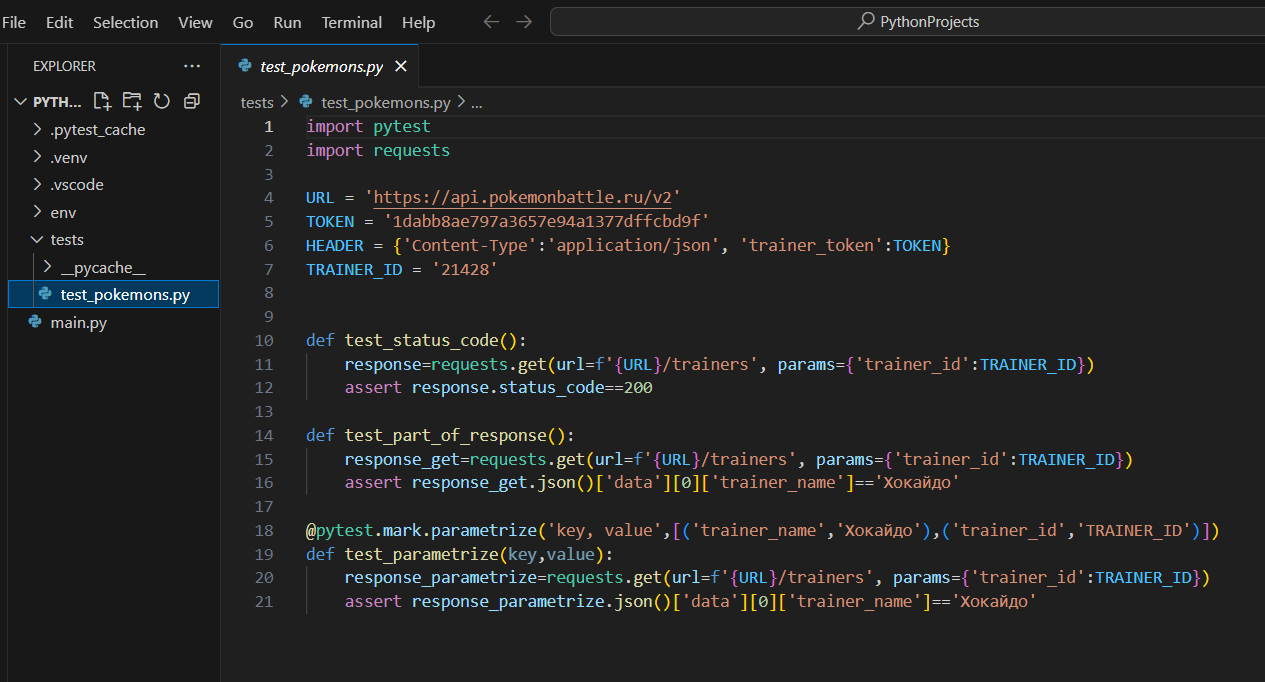 File Edit Selection View Go Run Terminal Help PythonProjects
EXPLORER ...
test_pokemons.py
PYTH...
tests > test_pokemons.py > ...
.pytest_cache
.venv
.vscode
env
tests
__pycache__
test_pokemons.py
main.py
1 import pytest
2 import requests
3
4 URL = 'https://api.pokemonbattle.ru/v2'
5 TOKEN = '1dabb8ae797a3657e94a1377dffcbd9f'
6 HEADER = {'Content-Type':'application/json', 'trainer_token':TOKEN}
7 TRAINER_ID = '21428'
8
9
10 def test_status_code():
11     response=requests.get(url=f'{URL}/trainers', params={'trainer_id':TRAINER_ID})
12     assert response.status_code==200
13
14 def test_part_of_response():
15     response_get=requests.get(url=f'{URL}/trainers', params={'trainer_id':TRAINER_ID})
16     assert response_get.json()['data'][0]['trainer_name']=='Хокайдо'
17
18 @pytest.mark.parametrize('key, value',[('trainer_name','Хокайдо'),('trainer_id','TRAINER_ID')])
19 def test_parametrize(key,value):
20     response_parametrize=requests.get(url=f'{URL}/trainers', params={'trainer_id':TRAINER_ID})
21     assert response_parametrize.json()['data'][0]['trainer_name']=='Хокайдо'